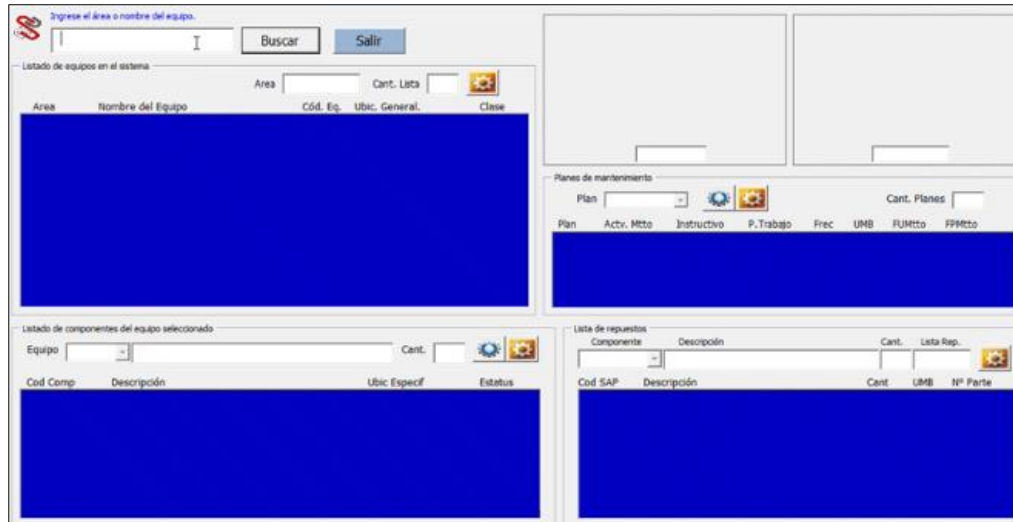 Ingrese el área o nombre del equipo.
Buscar Salir
Listado de equipos en el sistema
Area Cant. Lista
Area Nombre del Equipo Cód. Eq. Ubic. General. Clase
Planes de mantenimiento
Plan Cant. Planes
Plan Actv. Mtto Instructivo P.Trabajo Frec UMB FUMtto FPMtto
Listado de componentes del equipo seleccionado
Equipo Cant.
Cod Comp Descripción Ubic Especif Estatus
Lista de repuestos
Componente Descripción Cant. Lista Rep.
Cod SAP Descripción Cant UMB Nº Parte